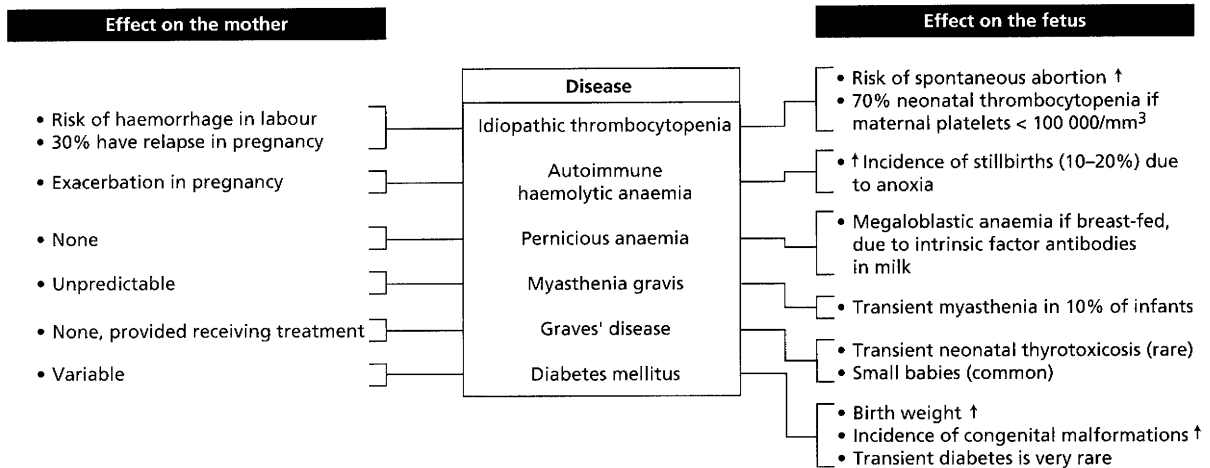 Effect on the mother
Effect on the fetus
Disease
• Risk of haemorrhage in labour
• 30% have relapse in pregnancy
Idiopathic thrombocytopenia
• Risk of spontaneous abortion ↑
• 70% neonatal thrombocytopenia if
maternal platelets < 100 000/mm³
• Exacerbation in pregnancy
Autoimmune
haemolytic anaemia
• ↑ Incidence of stillbirths (10–20%) due
to anoxia
• None
Pernicious anaemia
• Megaloblastic anaemia if breast-fed,
due to intrinsic factor antibodies
in milk
• Unpredictable
Myasthenia gravis
• Transient myasthenia in 10% of infants
• None, provided receiving treatment
Graves' disease
• Transient neonatal thyrotoxicosis (rare)
• Small babies (common)
• Variable
Diabetes mellitus
• Birth weight ↑
• Incidence of congenital malformations ↑
• Transient diabetes is very rare